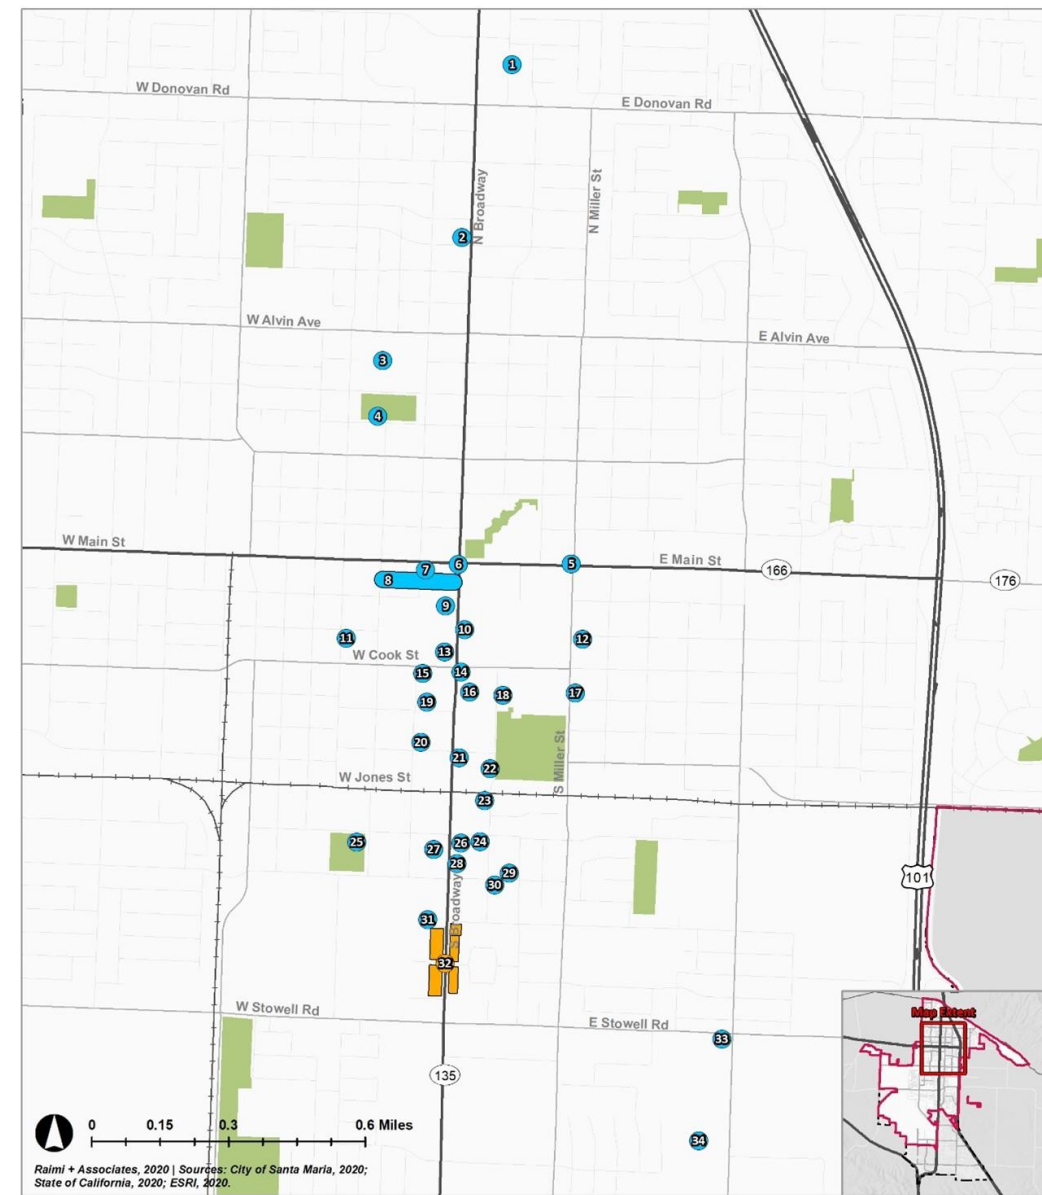 1
W Donovan Rd
E Donovan Rd
N Broadway
N Miller St
2
W Alvin Ave
E Alvin Ave
3
4
W Main St
7
6
5
E Main St
166
176
8
9
10
11
12
13
W Cook St
14
15
16
18
17
19
20
21
22
S Miller St
W Jones St
23
25
27
26
24
28
29
30
101
S Broadway
31
32
W Stowell Rd
E Stowell Rd
33
Map Extent
135
0 0.15 0.3 0.6 Miles
34
Raimi + Associates, 2020 | Sources: City of Santa Maria, 2020;
State of California, 2020; ESRI, 2020.